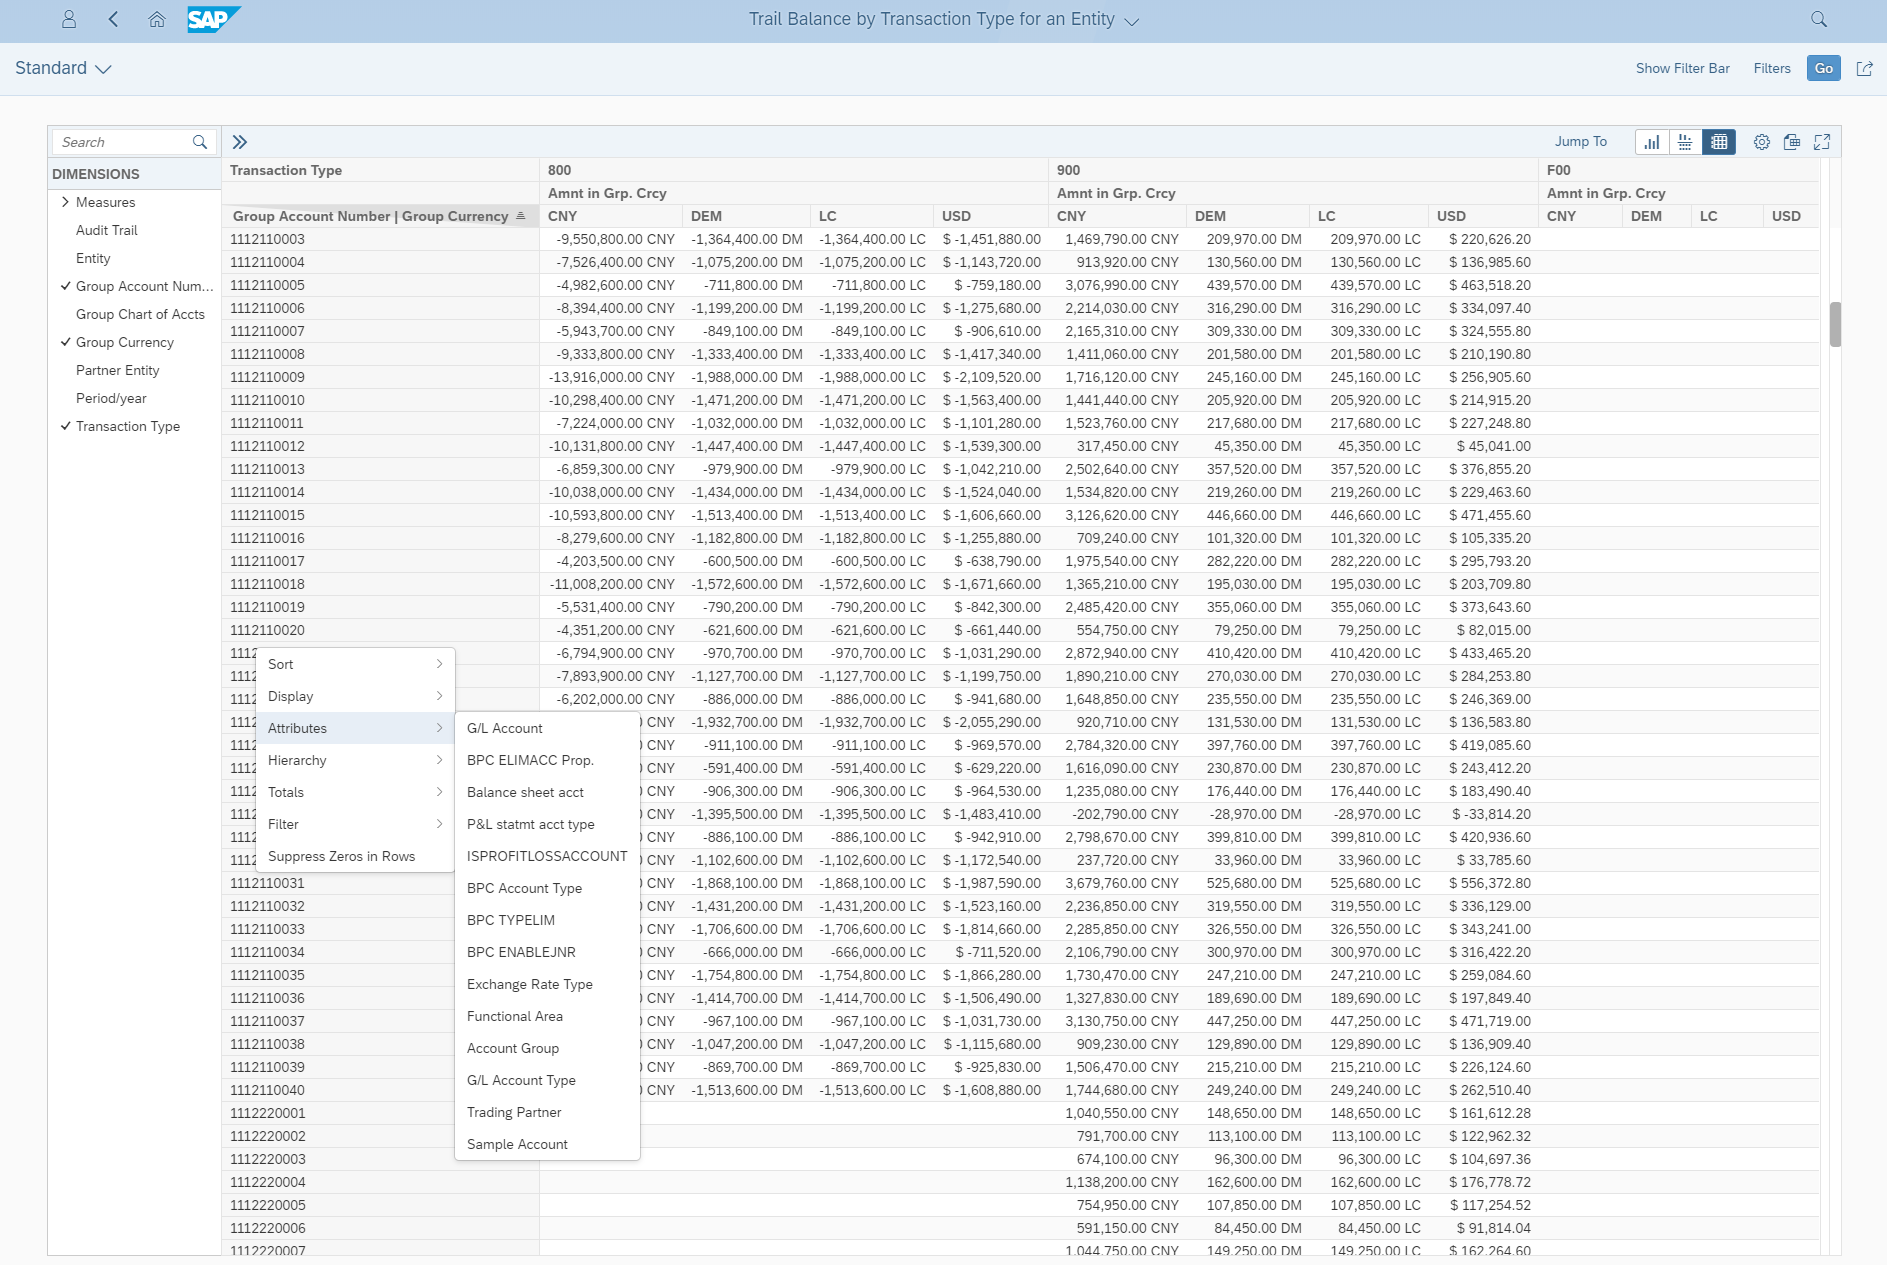 SAP
Trail Balance by Transaction Type for an Entity
Standard
Show Filter Bar Filters Go
Search
Jump To
DIMENSIONS
Measures
Audit Trail
Entity
Group Account Num...
Group Chart of Accts
Group Currency
Partner Entity
Period/year
Transaction Type
Transaction Type 800 900 F00
Amnt in Grp. Crcy Amnt in Grp. Crcy Amnt in Grp. Crcy
Group Account Number | Group Currency CNY DEM LC USD CNY DEM LC USD CNY DEM LC USD
1112110003 -9,550,800.00 CNY -1,364,400.00 DM -1,364,400.00 LC $ -1,451,880.00 1,469,790.00 CNY 209,970.00 DM 209,970.00 LC $ 220,626.20
1112110004 -7,526,400.00 CNY -1,075,200.00 DM -1,075,200.00 LC $ -1,143,720.00 913,920.00 CNY 130,560.00 DM 130,560.00 LC $ 136,985.60
1112110005 -4,982,600.00 CNY -711,800.00 DM -711,800.00 LC $ -759,180.00 3,076,990.00 CNY 439,570.00 DM 439,570.00 LC $ 463,518.20
1112110006 -8,394,400.00 CNY -1,199,200.00 DM -1,199,200.00 LC $ -1,275,680.00 2,214,030.00 CNY 316,290.00 DM 316,290.00 LC $ 334,097.40
1112110007 -5,943,700.00 CNY -849,100.00 DM -849,100.00 LC $ -906,610.00 2,165,310.00 CNY 309,330.00 DM 309,330.00 LC $ 324,555.80
1112110008 -9,333,800.00 CNY -1,333,400.00 DM -1,333,400.00 LC $ -1,417,340.00 1,411,060.00 CNY 201,580.00 DM 201,580.00 LC $ 210,190.80
1112110009 -13,916,000.00 CNY -1,988,000.00 DM -1,988,000.00 LC $ -2,109,520.00 1,716,120.00 CNY 245,160.00 DM 245,160.00 LC $ 256,905.60
1112110010 -10,298,400.00 CNY -1,471,200.00 DM -1,471,200.00 LC $ -1,563,400.00 1,441,440.00 CNY 205,920.00 DM 205,920.00 LC $ 214,915.20
1112110011 -7,224,000.00 CNY -1,032,000.00 DM -1,032,000.00 LC $ -1,101,280.00 1,523,760.00 CNY 217,680.00 DM 217,680.00 LC $ 227,248.80
1112110012 -10,131,800.00 CNY -1,447,400.00 DM -1,447,400.00 LC $ -1,539,300.00 317,450.00 CNY 45,350.00 DM 45,350.00 LC $ 45,041.00
1112110013 -6,859,300.00 CNY -979,900.00 DM -979,900.00 LC $ -1,042,210.00 2,502,640.00 CNY 357,520.00 DM 357,520.00 LC $ 376,855.20
1112110014 -10,038,000.00 CNY -1,434,000.00 DM -1,434,000.00 LC $ -1,524,040.00 1,534,820.00 CNY 219,260.00 DM 219,260.00 LC $ 229,463.60
1112110015 -10,593,800.00 CNY -1,513,400.00 DM -1,513,400.00 LC $ -1,606,660.00 3,126,620.00 CNY 446,660.00 DM 446,660.00 LC $ 471,455.60
1112110016 -8,279,600.00 CNY -1,182,800.00 DM -1,182,800.00 LC $ -1,255,880.00 709,240.00 CNY 101,320.00 DM 101,320.00 LC $ 105,335.20
1112110017 -4,203,500.00 CNY -600,500.00 DM -600,500.00 LC $ -638,790.00 1,975,540.00 CNY 282,220.00 DM 282,220.00 LC $ 295,793.20
1112110018 -11,008,200.00 CNY -1,572,600.00 DM -1,572,600.00 LC $ -1,671,660.00 1,365,210.00 CNY 195,030.00 DM 195,030.00 LC $ 203,709.80
1112110019 -5,531,400.00 CNY -790,200.00 DM -790,200.00 LC $ -842,300.00 2,485,420.00 CNY 355,060.00 DM 355,060.00 LC $ 373,643.60
1112110020 -4,351,200.00 CNY -621,600.00 DM -621,600.00 LC $ -661,440.00 554,750.00 CNY 79,250.00 DM 79,250.00 LC $ 82,015.00
1112 -6,794,900.00 CNY -970,700.00 DM -970,700.00 LC $ -1,031,290.00 2,872,940.00 CNY 410,420.00 DM 410,420.00 LC $ 433,465.20
1112 -7,893,900.00 CNY -1,127,700.00 DM -1,127,700.00 LC $ -1,199,750.00 1,890,210.00 CNY 270,030.00 DM 270,030.00 LC $ 284,253.80
1112 -6,202,000.00 CNY -886,000.00 DM -886,000.00 LC $ -941,680.00 1,648,850.00 CNY 235,550.00 DM 235,550.00 LC $ 246,369.00
1112 CNY -1,932,700.00 DM -1,932,700.00 LC $ -2,055,290.00 920,710.00 CNY 131,530.00 DM 131,530.00 LC $ 136,583.80
1112 CNY -911,100.00 DM -911,100.00 LC $ -969,570.00 2,784,320.00 CNY 397,760.00 DM 397,760.00 LC $ 419,085.60
1112 CNY -591,400.00 DM -591,400.00 LC $ -629,220.00 1,616,090.00 CNY 230,870.00 DM 230,870.00 LC $ 243,412.20
1112 CNY -906,300.00 DM -906,300.00 LC $ -964,530.00 1,235,080.00 CNY 176,440.00 DM 176,440.00 LC $ 183,490.40
1112 CNY -1,395,500.00 DM -1,395,500.00 LC $ -1,483,410.00 -202,790.00 CNY -28,970.00 DM -28,970.00 LC $ -33,814.20
1112 CNY -886,100.00 DM -886,100.00 LC $ -942,910.00 2,798,670.00 CNY 399,810.00 DM 399,810.00 LC $ 420,936.60
1112 CNY -1,102,600.00 DM -1,102,600.00 LC $ -1,172,540.00 237,720.00 CNY 33,960.00 DM 33,960.00 LC $ 33,785.60
1112110031 CNY -1,868,100.00 DM -1,868,100.00 LC $ -1,987,590.00 3,679,760.00 CNY 525,680.00 DM 525,680.00 LC $ 556,372.80
1112110032 CNY -1,431,200.00 DM -1,431,200.00 LC $ -1,523,160.00 2,236,850.00 CNY 319,550.00 DM 319,550.00 LC $ 336,129.00
1112110033 CNY -1,706,600.00 DM -1,706,600.00 LC $ -1,814,660.00 2,285,850.00 CNY 326,550.00 DM 326,550.00 LC $ 343,241.00
1112110034 CNY -666,000.00 DM -666,000.00 LC $ -711,520.00 2,106,790.00 CNY 300,970.00 DM 300,970.00 LC $ 316,422.20
1112110035 CNY -1,754,800.00 DM -1,754,800.00 LC $ -1,866,280.00 1,730,470.00 CNY 247,210.00 DM 247,210.00 LC $ 259,084.60
1112110036 CNY -1,414,700.00 DM -1,414,700.00 LC $ -1,506,490.00 1,327,830.00 CNY 189,690.00 DM 189,690.00 LC $ 197,849.40
1112110037 CNY -967,100.00 DM -967,100.00 LC $ -1,031,730.00 3,130,750.00 CNY 447,250.00 DM 447,250.00 LC $ 471,719.00
1112110038 CNY -1,047,200.00 DM -1,047,200.00 LC $ -1,115,680.00 909,230.00 CNY 129,890.00 DM 129,890.00 LC $ 136,909.40
1112110039 CNY -869,700.00 DM -869,700.00 LC $ -925,830.00 1,506,470.00 CNY 215,210.00 DM 215,210.00 LC $ 226,124.60
1112110040 CNY -1,513,600.00 DM -1,513,600.00 LC $ -1,608,880.00 1,744,680.00 CNY 249,240.00 DM 249,240.00 LC $ 262,510.40
1112220001 1,040,550.00 CNY 148,650.00 DM 148,650.00 LC $ 161,612.28
1112220002 791,700.00 CNY 113,100.00 DM 113,100.00 LC $ 122,962.32
1112220003 674,100.00 CNY 96,300.00 DM 96,300.00 LC $ 104,697.36
1112220004 1,138,200.00 CNY 162,600.00 DM 162,600.00 LC $ 176,778.72
1112220005 754,950.00 CNY 107,850.00 DM 107,850.00 LC $ 117,254.52
1112220006 591,150.00 CNY 84,450.00 DM 84,450.00 LC $ 91,814.04
1112220007 1,044,750.00 CNY 149,250.00 DM 149,250.00 LC $ 162,264.60
Sort
Display
Attributes
Hierarchy
Totals
Filter
Suppress Zeros in Rows
G/L Account
BPC ELIMACC Prop.
Balance sheet acct
P&L statmt acct type
ISPROFITLOSSACCOUNT
BPC Account Type
BPC TYPELIM
BPC ENABLEJNR
Exchange Rate Type
Functional Area
Account Group
G/L Account Type
Trading Partner
Sample Account